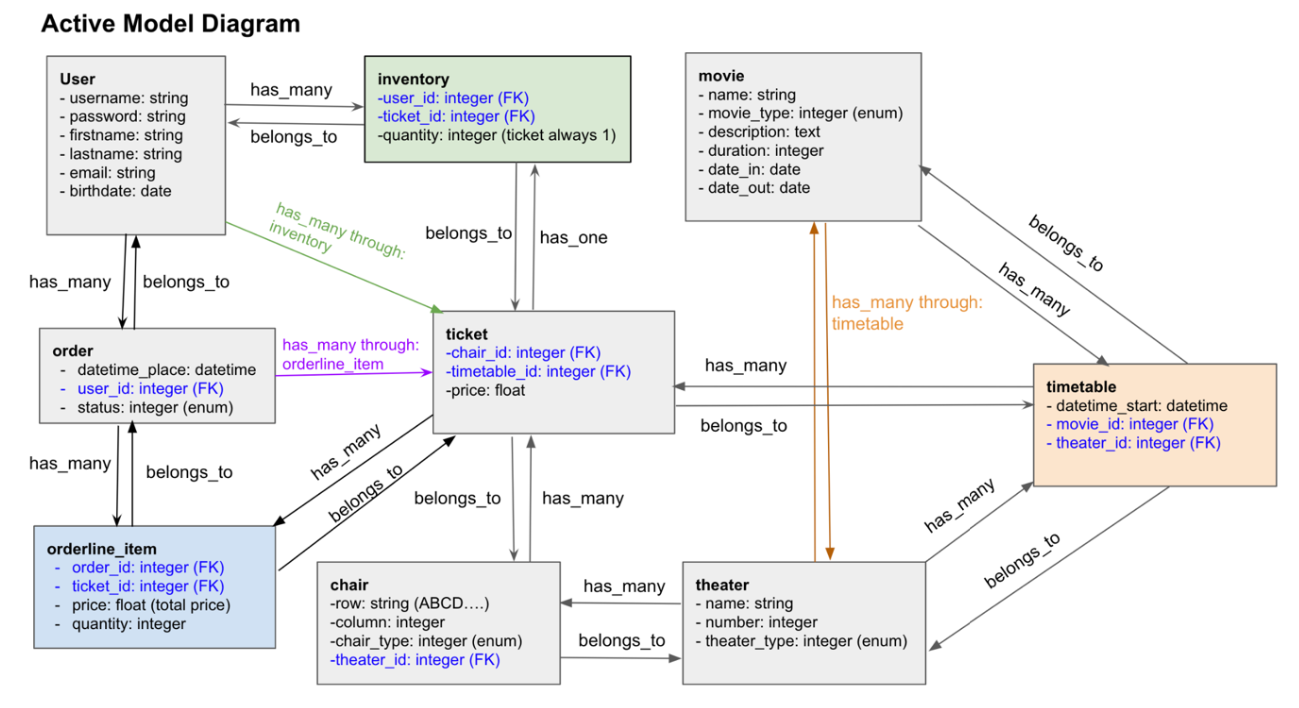 Active Model Diagram
User
- username: string
- password: string
- firstname: string
- lastname: string
- email: string
- birthdate: date
has_many
belongs_to
inventory
-user_id: integer (FK)
-ticket_id: integer (FK)
-quantity: integer (ticket always 1)
movie
- name: string
- movie_type: integer (enum)
- description: text
- duration: integer
- date_in: date
- date_out: date
has_many through:
inventory
belongs_to
has_one
has_many
belongs_to
has_many through:
timetable
belongs_to
has_many
order
- datetime_place: datetime
- user_id: integer (FK)
- status: integer (enum)
has_many through:
orderline_item
ticket
-chair_id: integer (FK)
-timetable_id: integer (FK)
-price: float
has_many
belongs_to
timetable
- datetime_start: datetime
- movie_id: integer (FK)
- theater_id: integer (FK)
has_many
belongs_to
has_many
belongs_to
belongs_to
has_many
has_many
belongs_to
orderline_item
- order_id: integer (FK)
- ticket_id: integer (FK)
- price: float (total price)
- quantity: integer
chair
-row: string (ABCD....)
-column: integer
-chair_type: integer (enum)
-theater_id: integer (FK)
has_many
belongs_to
theater
- name: string
- number: integer
- theater_type: integer (enum)